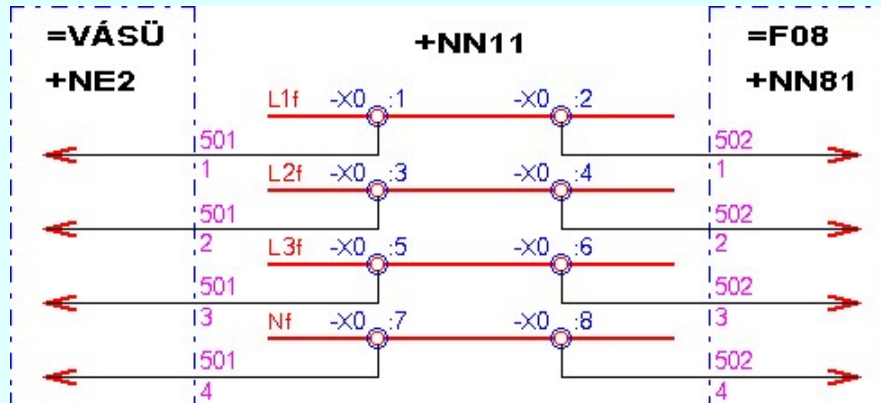 =VÁSÜ +NN11 =F08
+NE2 +NN81
L1f -X0 :1 -X0 :2
501 502
1 1
L2f -X0 :3 -X0 :4
501 502
2 2
L3f -X0 :5 -X0 :6
501 502
3 3
Nf -X0 :7 -X0 :8
501 502
4 4